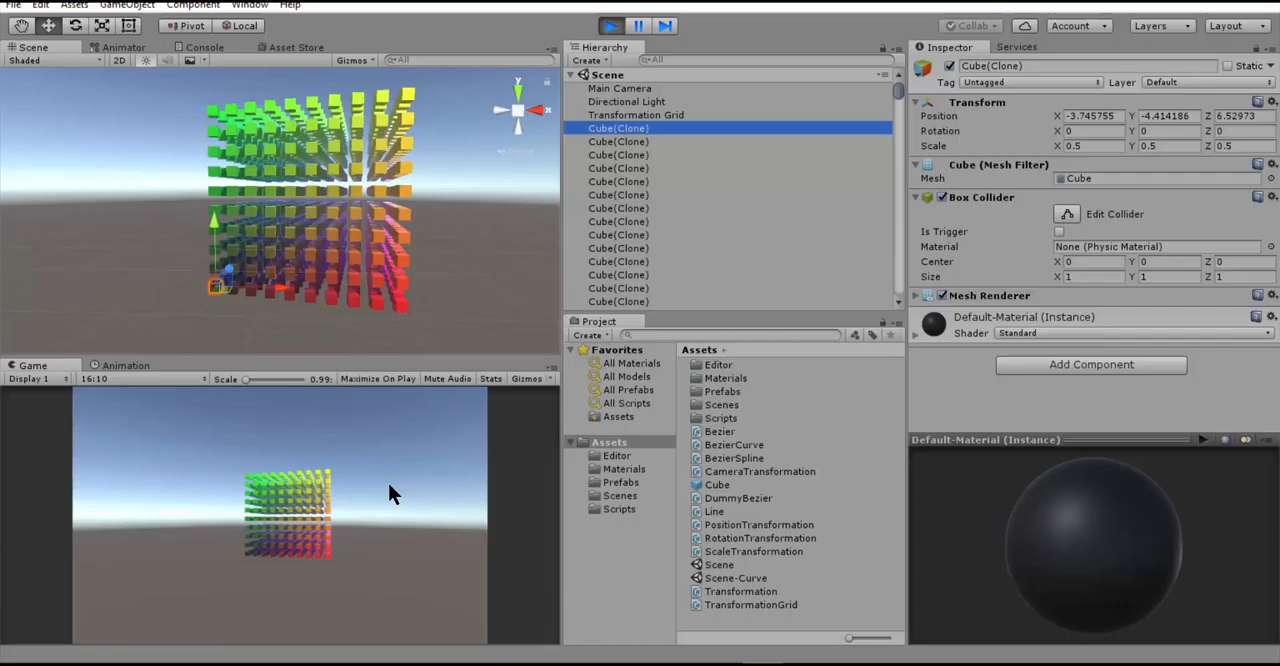 File Edit Assets GameObject Component Window Help
Pivot Local
Collab Account Layers Layout
Scene Animator Console Asset Store
Shaded 2D Gizmos All
y
x
Hierarchy
Create All
Scene
Main Camera
Directional Light
Transformation Grid
Cube(Clone)
Cube(Clone)
Cube(Clone)
Cube(Clone)
Cube(Clone)
Cube(Clone)
Cube(Clone)
Cube(Clone)
Cube(Clone)
Cube(Clone)
Cube(Clone)
Cube(Clone)
Cube(Clone)
Cube(Clone)
Game Animation
Display 1 16:10 Scale 0.99: Maximize On Play Mute Audio Stats Gizmos
Project
Create
Favorites
All Materials
All Models
All Prefabs
All Scripts
Assets
Assets
Editor
Materials
Prefabs
Scenes
Scripts
Assets
Editor
Materials
Prefabs
Scenes
Scripts
Bezier
BezierCurve
BezierSpline
CameraTransformation
Cube
DummyBezier
Line
PositionTransformation
RotationTransformation
ScaleTransformation
Scene
Scene-Curve
Transformation
TransformationGrid
Inspector Services
Cube(Clone) Static
Tag Untagged Layer Default
Transform
Position X -3.745755 Y -4.414186 Z 6.52973
Rotation X 0 Y 0 Z 0
Scale X 0.5 Y 0.5 Z 0.5
Cube (Mesh Filter)
Mesh Cube
Box Collider
Edit Collider
Is Trigger
Material None (Physic Material)
Center X 0 Y 0 Z 0
Size X 1 Y 1 Z 1
Mesh Renderer
Default-Material (Instance)
Shader Standard
Add Component
Default-Material (Instance)